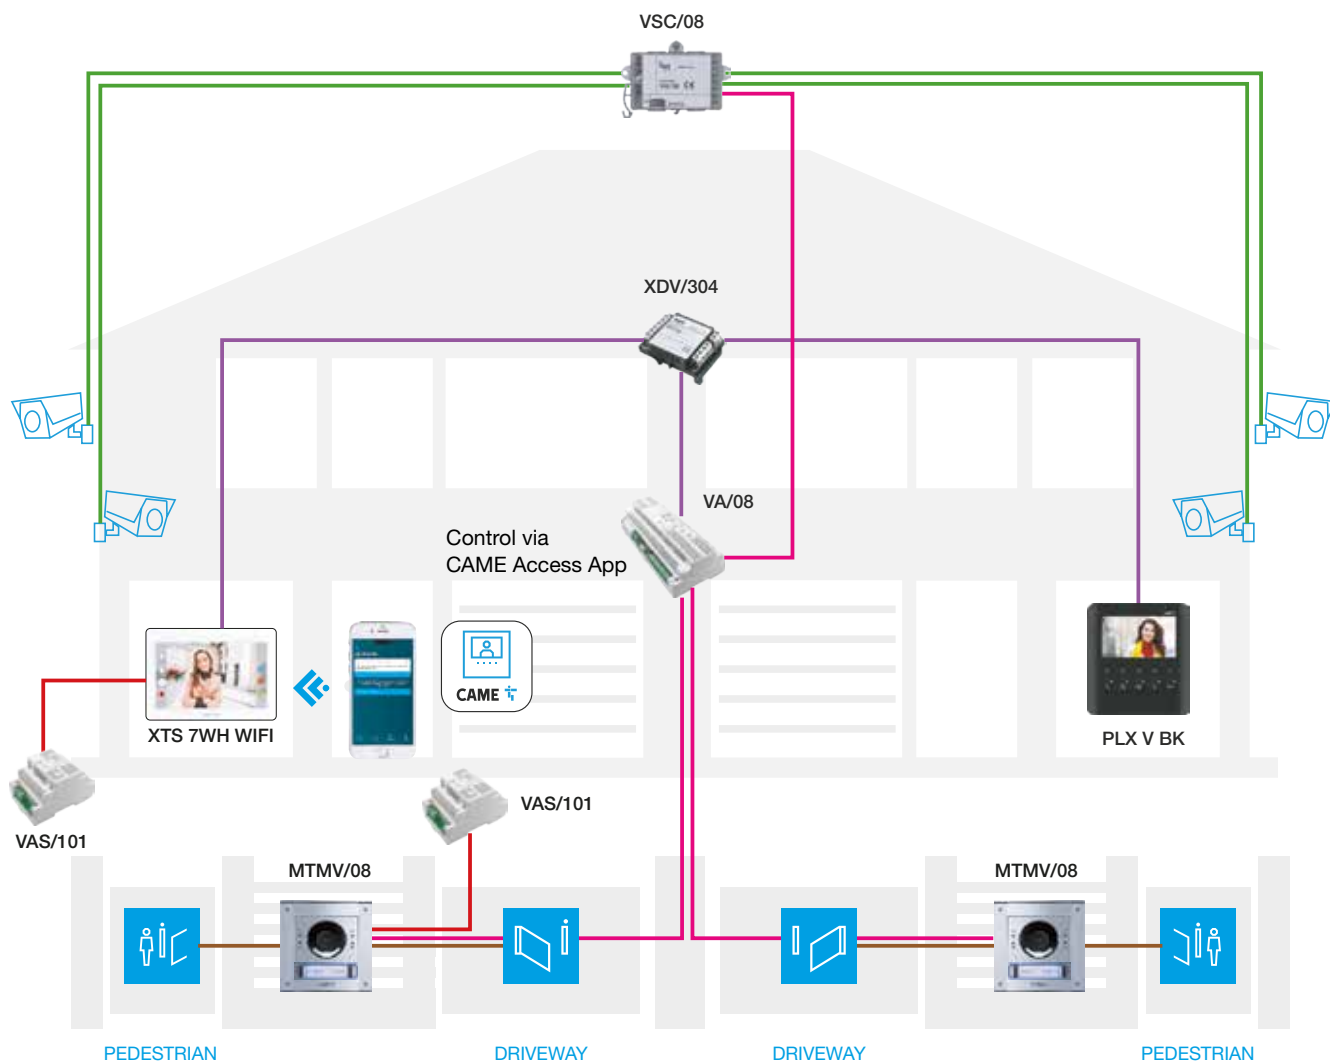 VSC/08
XDV/304
VA/08
Control via
CAME Access App
CAME
XTS 7WH WIFI
PLX V BK
VAS/101
VAS/101
MTMV/08
MTMV/08
PEDESTRIAN
DRIVEWAY
DRIVEWAY
PEDESTRIAN